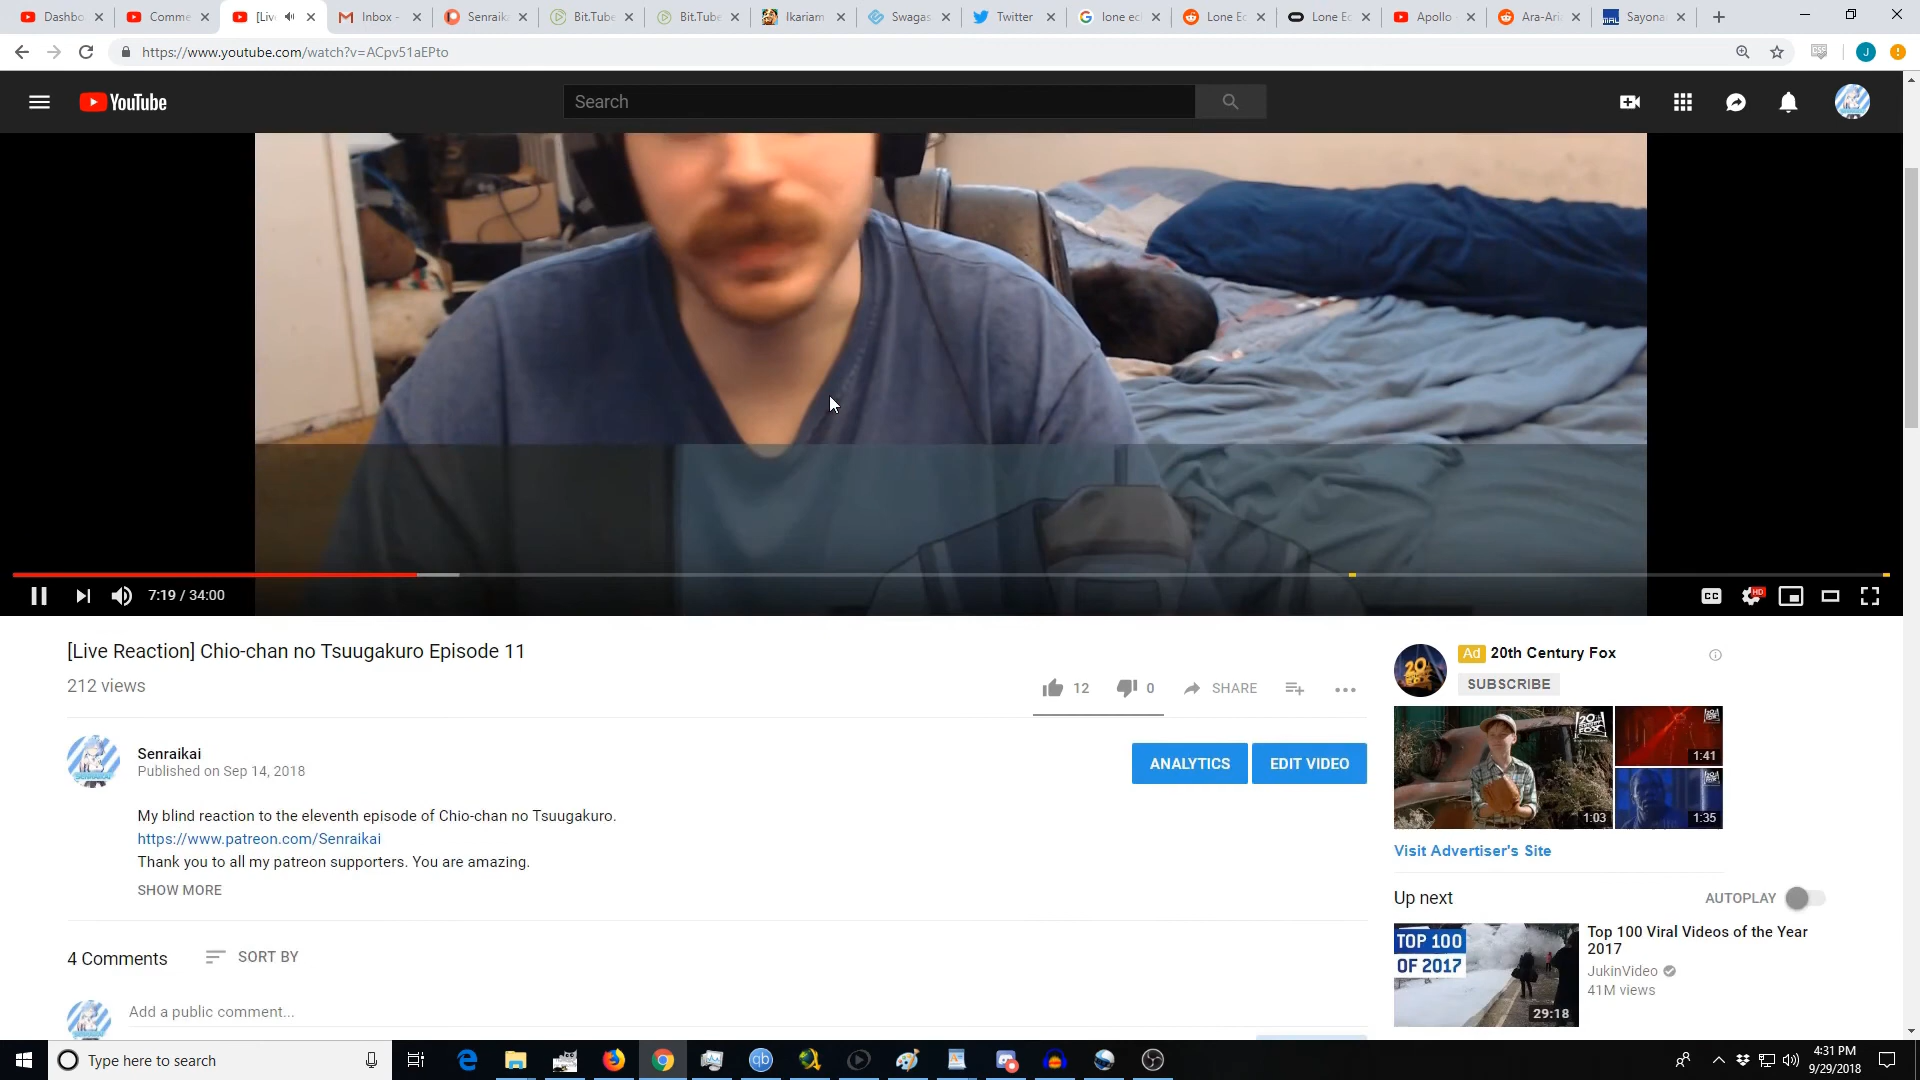 Dashbo
Comme
[Liv
Inbox -
Senraik
Bit.Tube
Bit.Tube
Ikariam
Swagas
Twitter
lone ec
Lone Ec
Lone Ec
Apollo
Ara-Ara
Sayona
https://www.youtube.com/watch?v=ACpv51aEPto
J
YouTube
Search
7:19 / 34:00
CC
HD
[Live Reaction] Chio-chan no Tsuugakuro Episode 11
212 views
12
0
SHARE
Senraikai
Published on Sep 14, 2018
ANALYTICS
EDIT VIDEO
My blind reaction to the eleventh episode of Chio-chan no Tsuugakuro.
https://www.patreon.com/Senraikai
Thank you to all my patreon supporters. You are amazing.
SHOW MORE
4 Comments
SORT BY
Add a public comment...
Ad 20th Century Fox
SUBSCRIBE
1:03
1:41
1:35
Visit Advertiser's Site
Up next
AUTOPLAY
TOP 100
OF 2017
29:18
Top 100 Viral Videos of the Year
2017
JukinVideo
41M views
Type here to search
qb
4:31 PM
9/29/2018